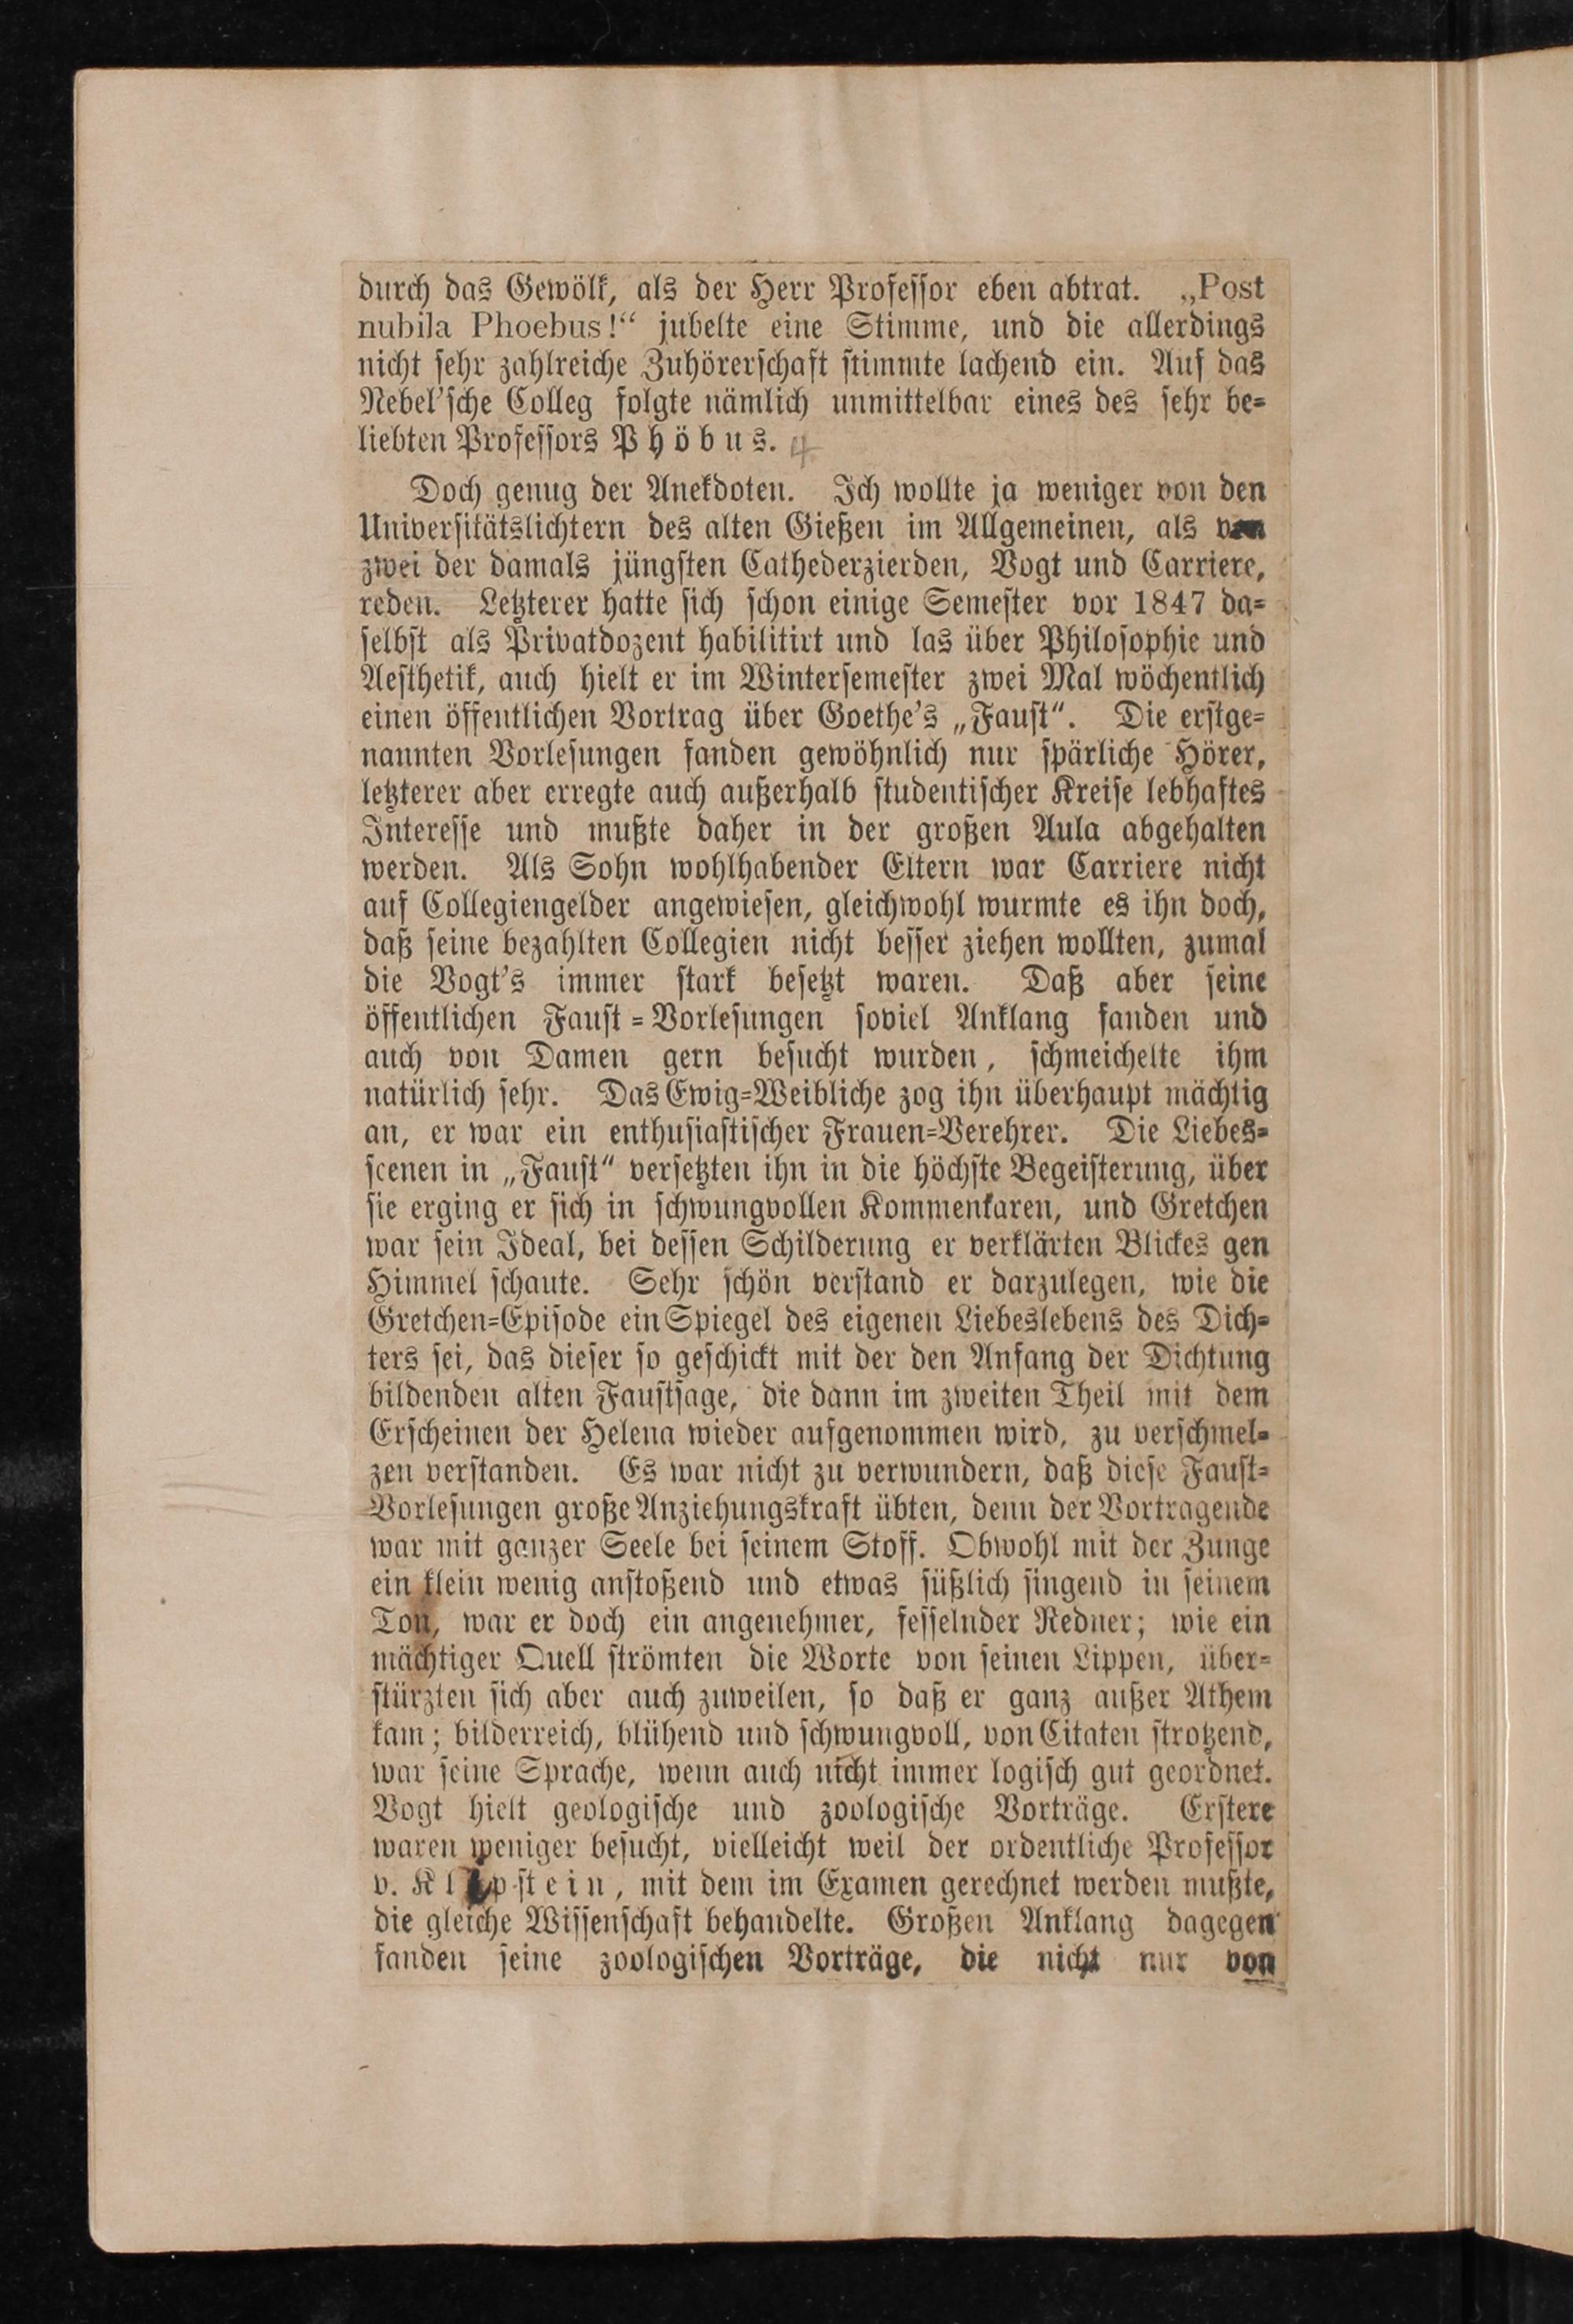 durch das Gewölk, als der Herr Professor eben abtrat. „Post
nubila Phoebus!“ jubelte eine Stimme, und die allerdings
nicht sehr zahlreiche Zuhörerschaft stimmte lachend ein. Auf das
Nebel'sche Colleg folgte nämlich unmittelbar eines des sehr be-
liebten Professors Phöbus.
Doch genug der Anekdoten. Ich wollte ja weniger von den
Universitätslichtern des alten Gießen im Allgemeinen, als von
zwei der damals jüngsten Cathederzierden, Vogt und Carriere,
reden. Letzterer hatte sich schon einige Semester vor 1847 da-
selbst als Privatdozent habilitirt und las über Philosophie und
Aesthetik, auch hielt er im Wintersemester zwei Mal wöchentlich
einen öffentlichen Vortrag über Goethe's „Faust“. Die erstge-
nannten Vorlesungen fanden gewöhnlich nur spärliche Hörer,
letzterer aber erregte auch außerhalb studentischer Kreise lebhaftes
Interesse und mußte daher in der großen Aula abgehalten
werden. Als Sohn wohlhabender Eltern war Carriere nicht
auf Collegiengelder angewiesen, gleichwohl wurmte es ihn doch,
daß seine bezahlten Collegien nicht besser ziehen wollten, zumal
die Vogt's immer stark besetzt waren. Daß aber seine
öffentlichen Faust-Vorlesungen soviel Anklang fanden und
auch von Damen gern besucht wurden, schmeichelte ihm
natürlich sehr. Das Ewig-Weibliche zog ihn überhaupt mächtig
an, er war ein enthusiastischer Frauen-Verehrer. Die Liebes-
scenen in „Faust“ versetzten ihn in die höchste Begeisterung, über
sie erging er sich in schwungvollen Kommentaren, und Gretchen
war sein Ideal, bei dessen Schilderung er verklärten Blickes gen
Himmel schaute. Sehr schön verstand er darzulegen, wie die
Gretchen-Episode ein Spiegel des eigenen Liebeslebens des Dich-
ters sei, das dieser so geschickt mit der den Anfang der Dichtung
bildenden alten Faustsage, die dann im zweiten Theil mit dem
Erscheinen der Helena wieder aufgenommen wird, zu verschmel-
zen verstanden. Es war nicht zu verwundern, daß diese Faust-
Vorlesungen große Anziehungskraft übten, denn der Vortragende
war mit ganzer Seele bei seinem Stoff. Obwohl mit der Zunge
ein klein wenig anstoßend und etwas süßlich singend in seinem
Ton, war er doch ein angenehmer, fesselnder Redner; wie ein
mächtiger Quell strömten die Worte von seinen Lippen, über-
stürzten sich aber auch zuweilen, so daß er ganz außer Athem
kam; bilderreich, blühend und schwungvoll, von Citaten strotzend,
war seine Sprache, wenn auch nicht immer logisch gut geordnet.
Vogt hielt geologische und zoologische Vorträge. Erstere
waren weniger besucht, vielleicht weil der ordentliche Professor
v. Klipstein, mit dem im Examen gerechnet werden mußte,
die gleiche Wissenschaft behandelte. Großen Anklang dagegen
fanden seine zoologischen Vorträge, die nicht nur von